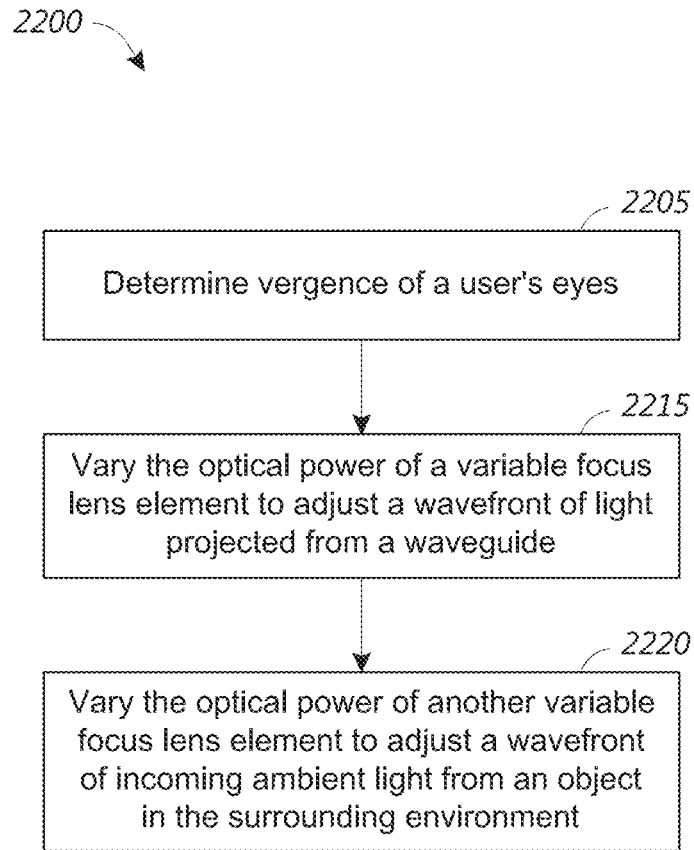 2200
2205
Determine vergence of a user's eyes
2215
Vary the optical power of a variable focus
lens element to adjust a wavefront of light
projected from a waveguide
2220
Vary the optical power of another variable
focus lens element to adjust a wavefront
of incoming ambient light from an object
in the surrounding environment